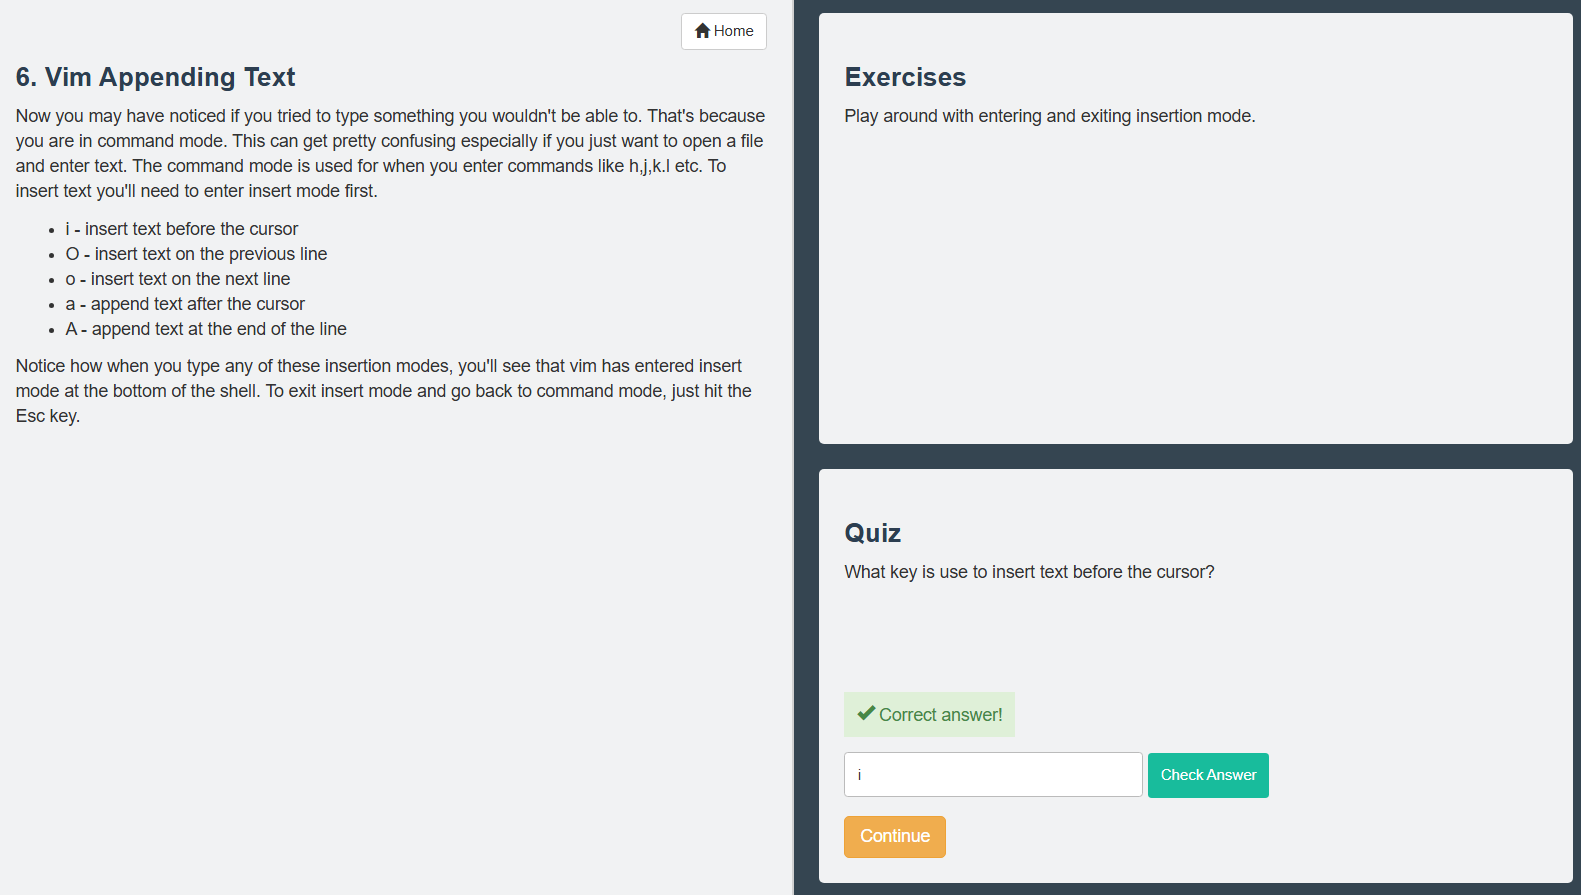 Home
6. Vim Appending Text
Now you may have noticed if you tried to type something you wouldn't be able to. That's because
you are in command mode. This can get pretty confusing especially if you just want to open a file
and enter text. The command mode is used for when you enter commands like h,j,k.l etc. To
insert text you'll need to enter insert mode first.
• i - insert text before the cursor
• O - insert text on the previous line
• o - insert text on the next line
• a - append text after the cursor
• A - append text at the end of the line
Notice how when you type any of these insertion modes, you'll see that vim has entered insert
mode at the bottom of the shell. To exit insert mode and go back to command mode, just hit the
Esc key.
Exercises
Play around with entering and exiting insertion mode.
Quiz
What key is use to insert text before the cursor?
Correct answer!
i
Check Answer
Continue